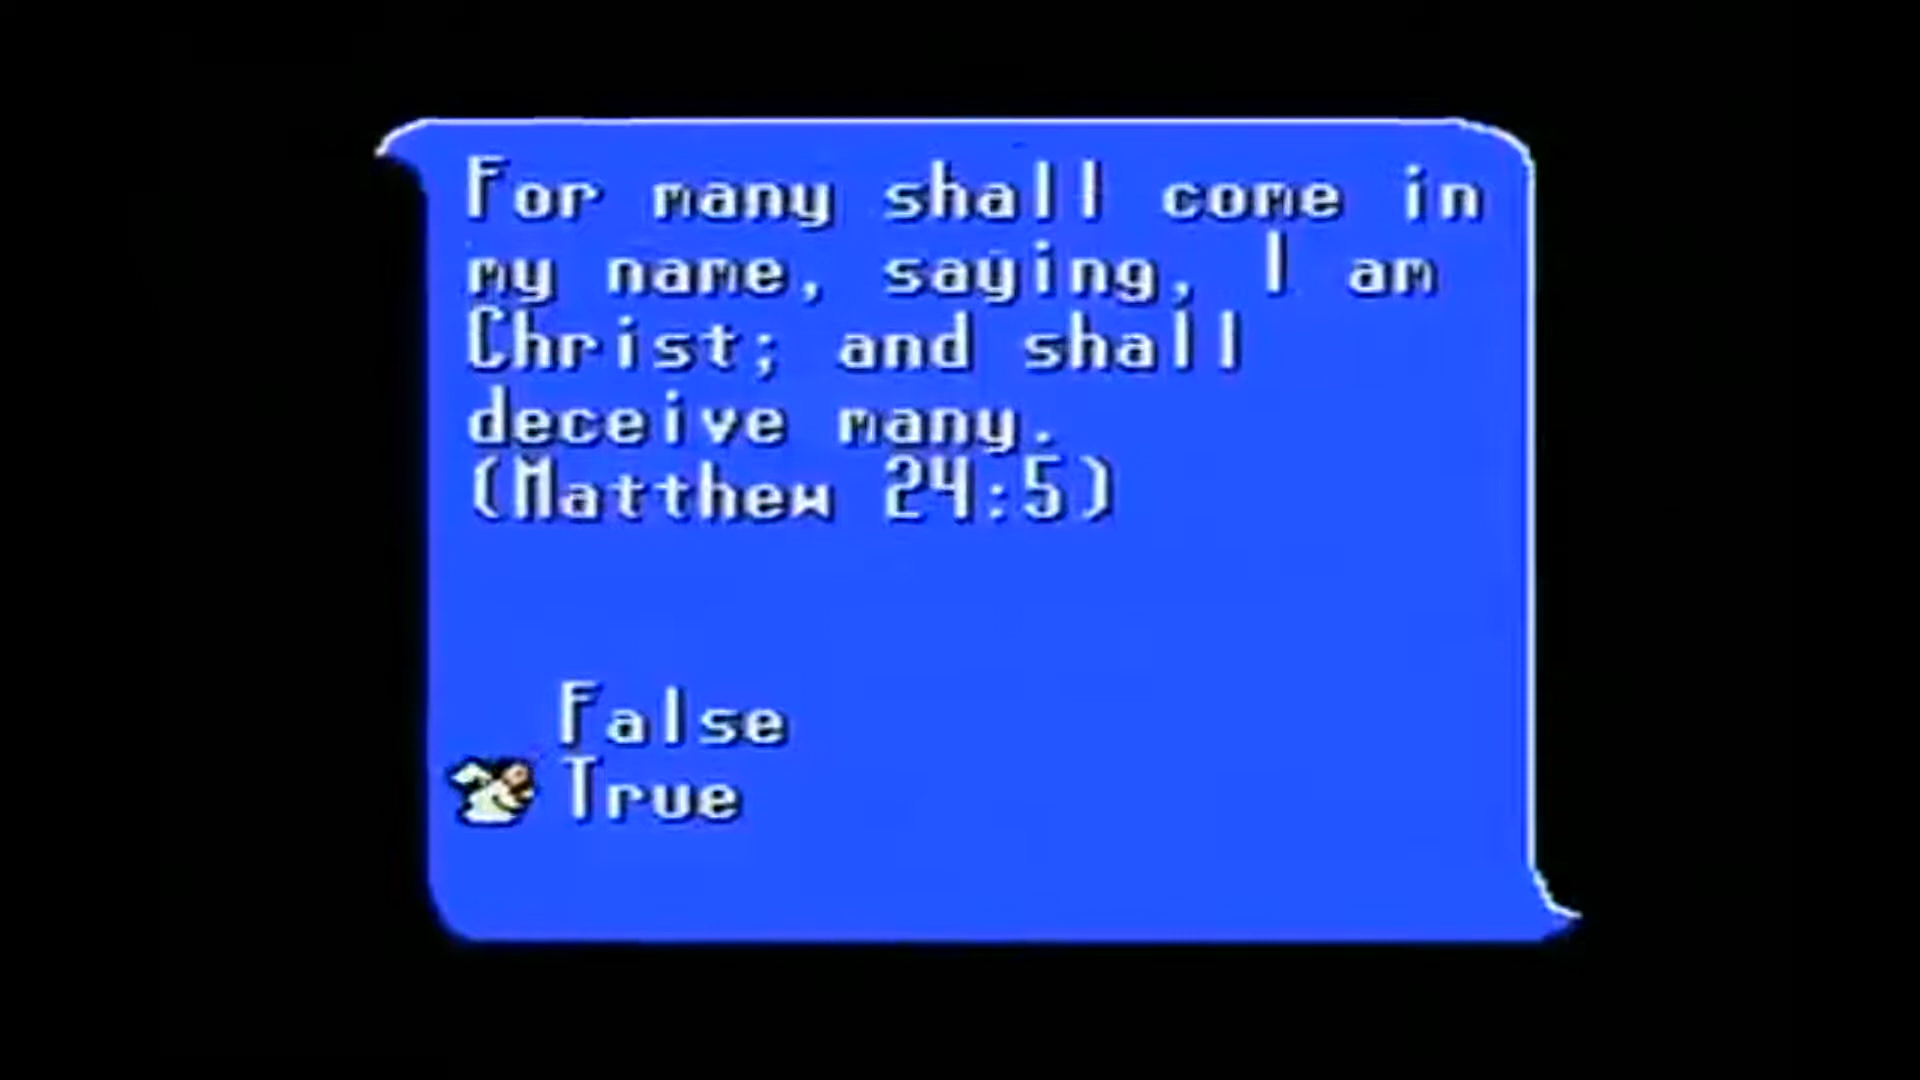 For many shall come in
my name, saying, I am
Christ; and shall
deceive many.
(Matthew 24:5)
False
True